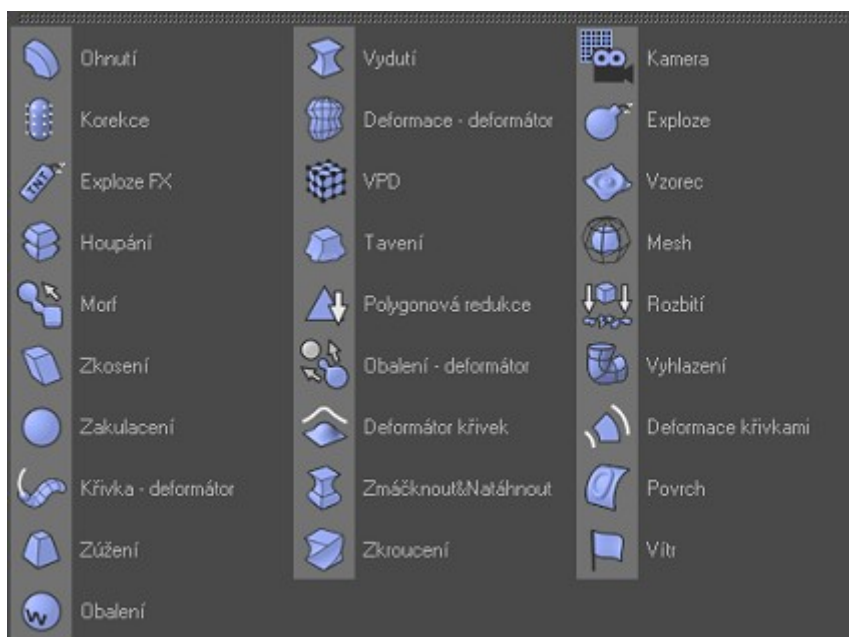 Ohnutí Vydutí Kamera
Korekce Deformace - deformátor Exploze
TNT Exploze FX VPD Vzorec
Houpání Tavení Mesh
Morf Polygonová redukce Rozbití
Zkosení Obalení - deformátor Vyhlazení
Zakulacení Deformátor křivek Deformace křivkami
Křivka - deformátor Zmáčknout&Natáhnout Povrch
Zúžení Zkroucení Vítr
W Obalení